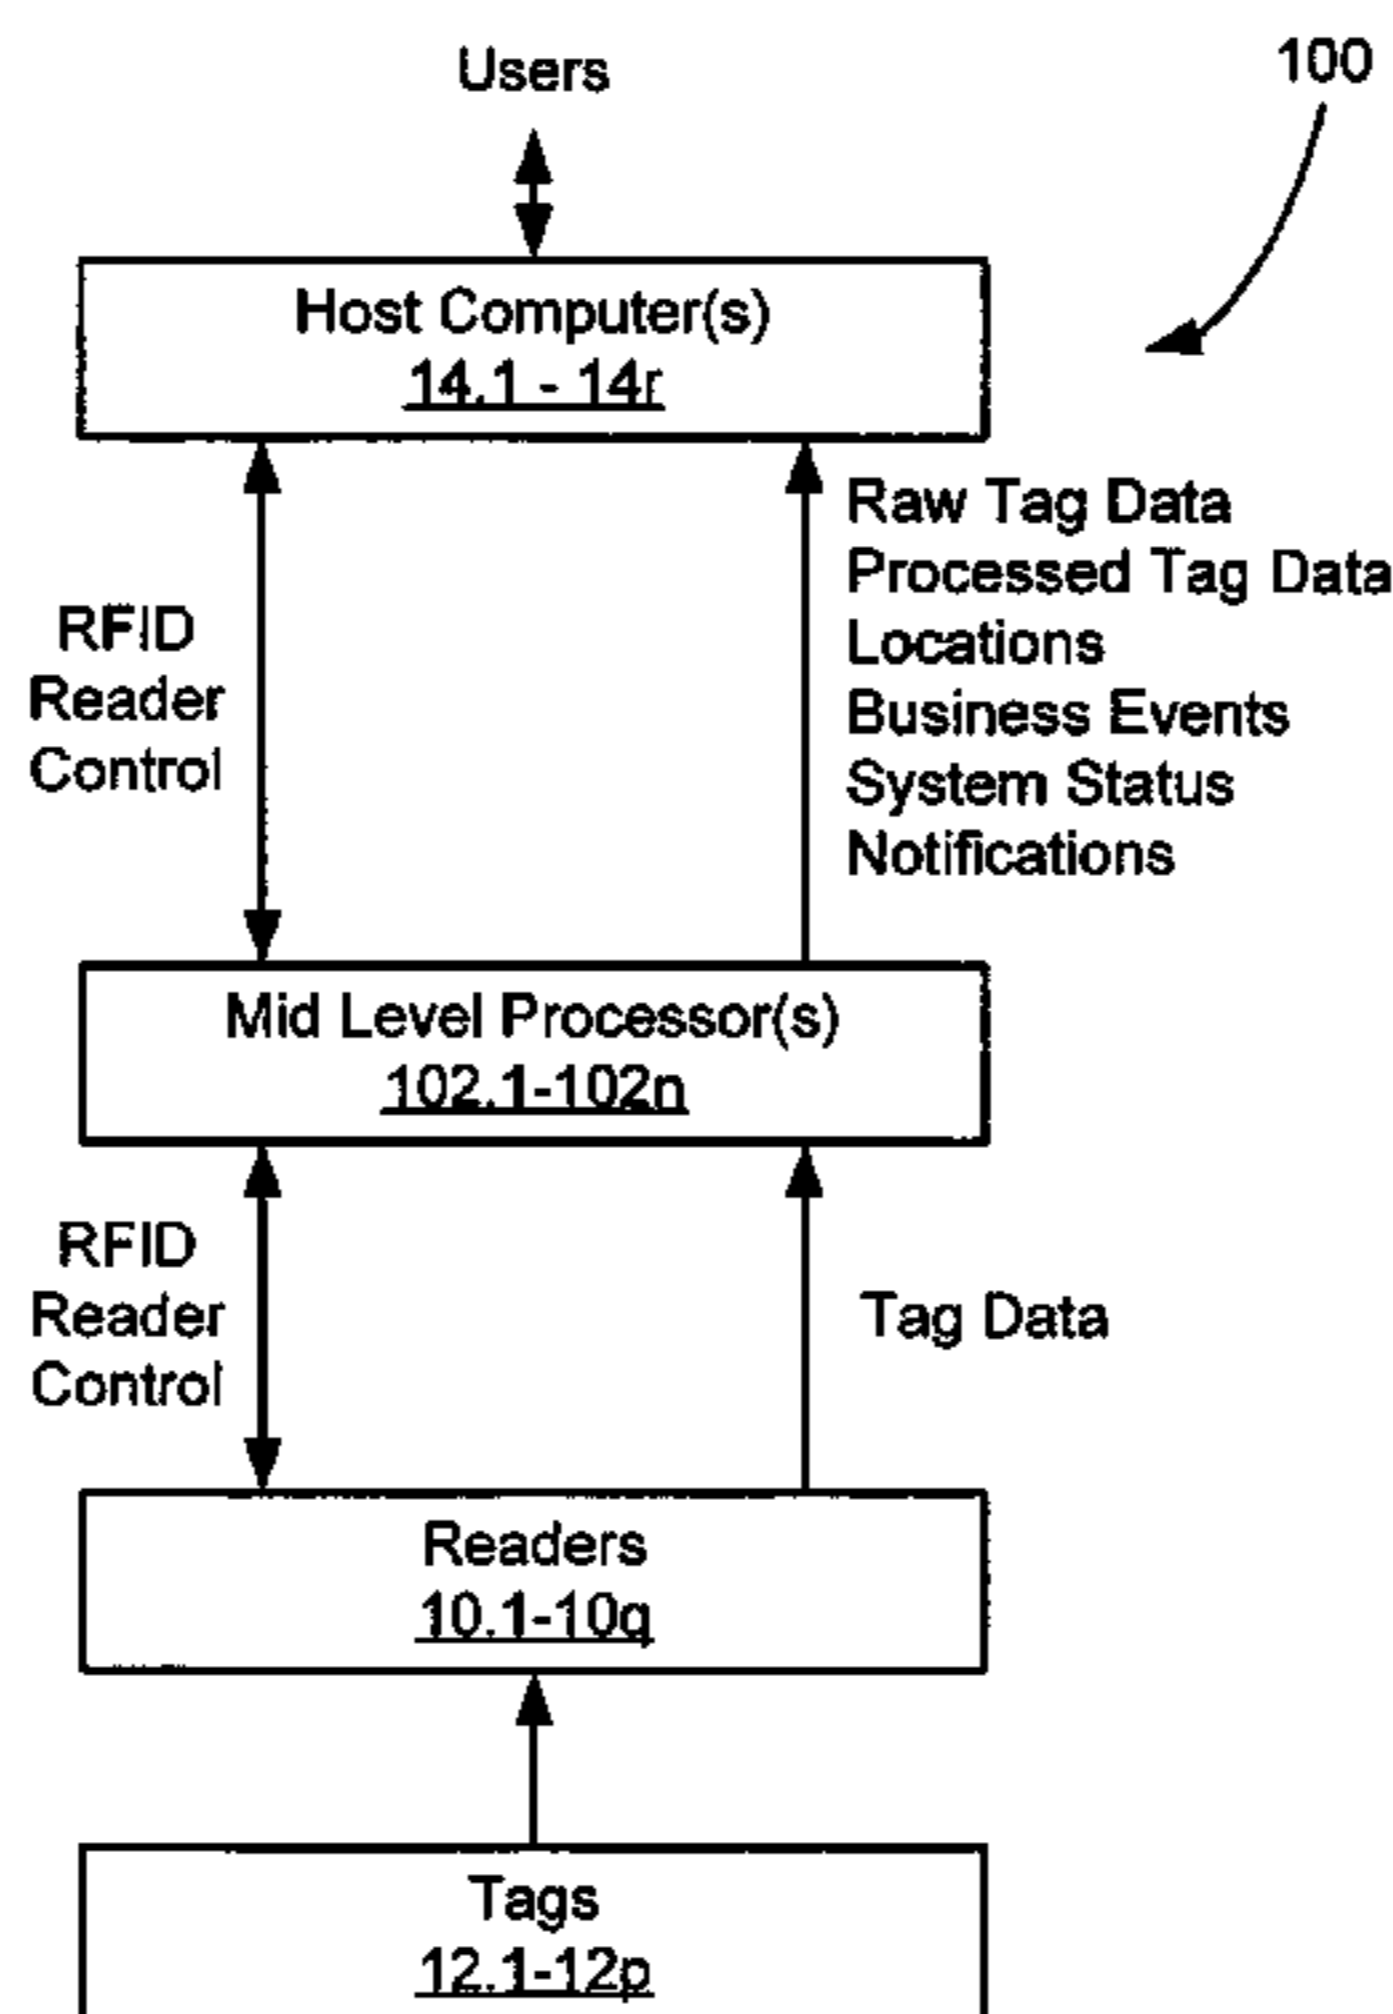 Users
100
Host Computer(s)
14.1 - 14r
RFID
Reader
Control
Raw Tag Data
Processed Tag Data
Locations
Business Events
System Status
Notifications
Mid Level Processor(s)
102.1-102n
RFID
Reader
Control
Tag Data
Readers
10.1-10q
Tags
12.1-12p